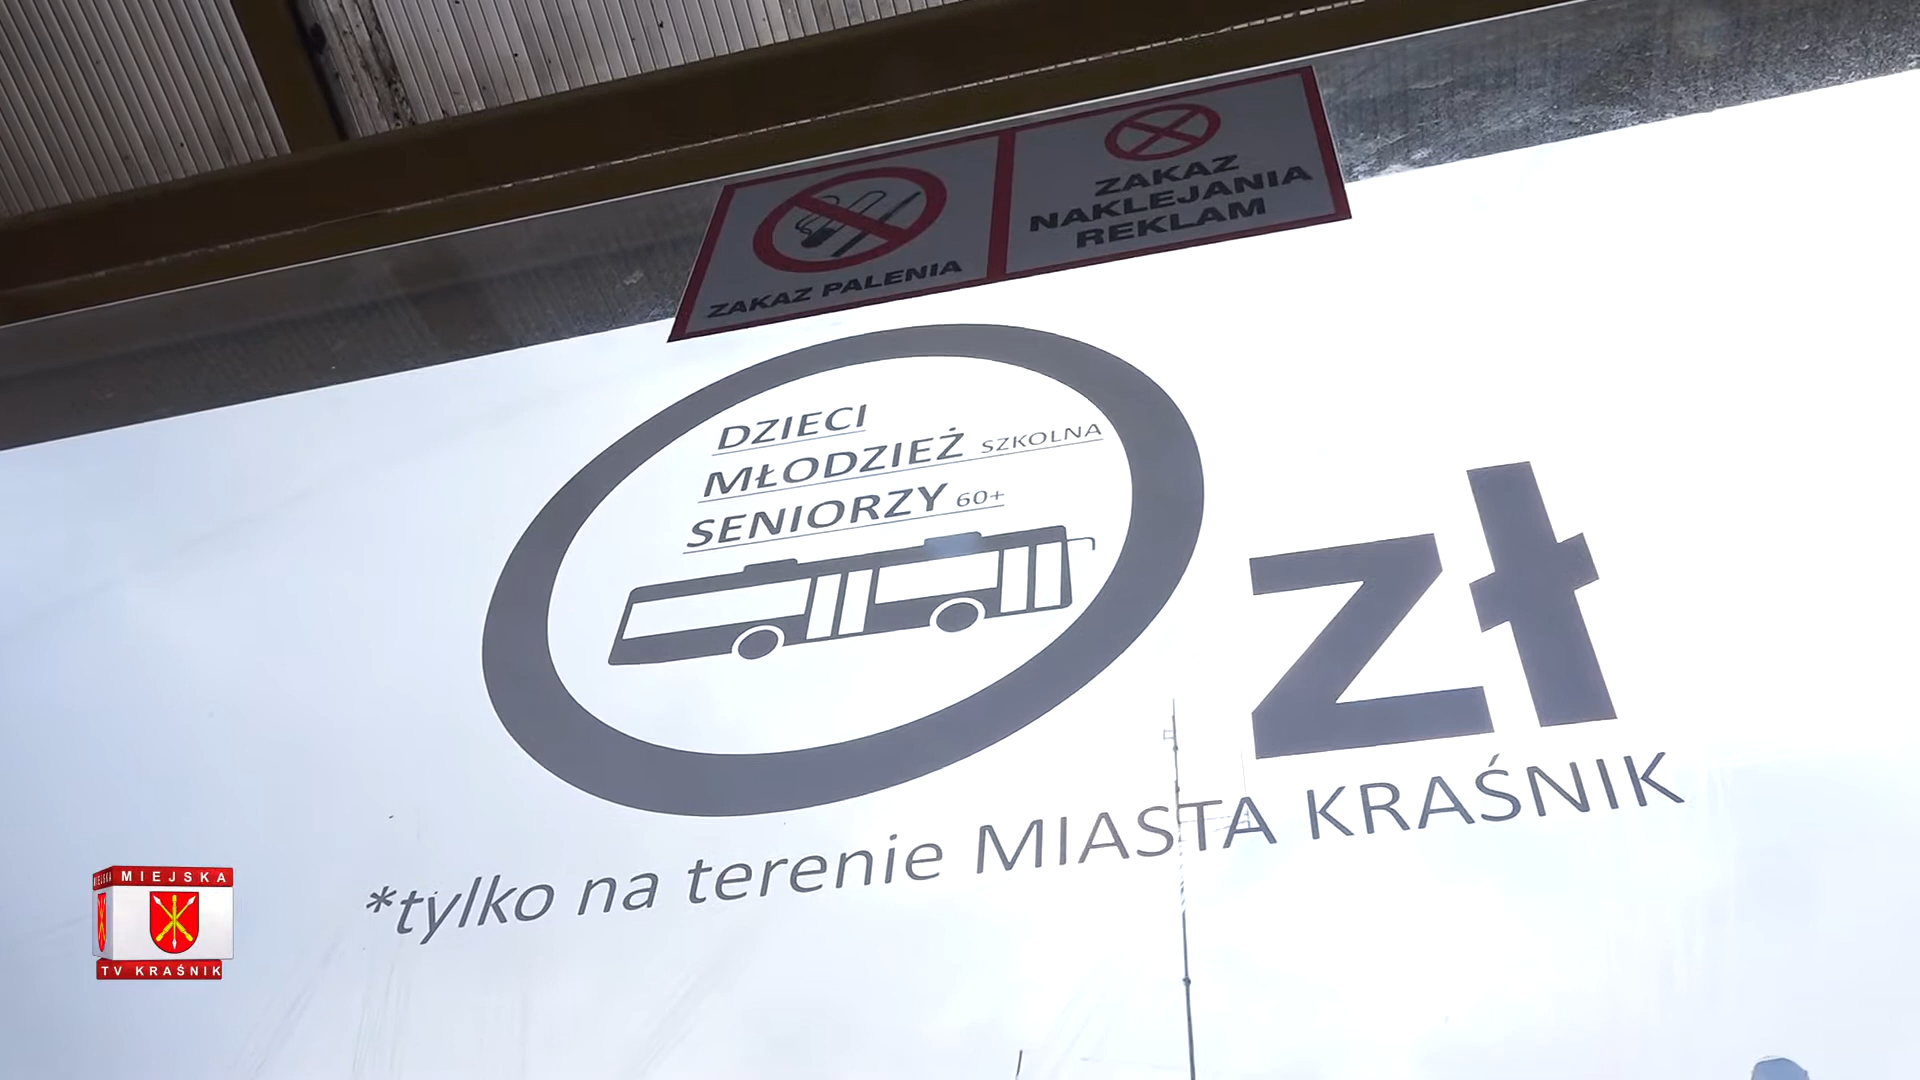 ZAKAZ PALENIA
ZAKAZ
NAKLEJANIA
REKLAM
DZIECI
MŁODZIEŻ SZKOLNA
SENIORZY 60+
0 zł
*tylko na terenie MIASTA KRAŚNIK
MIEJSKA
MIEJSKA
TV KRAŚNIK